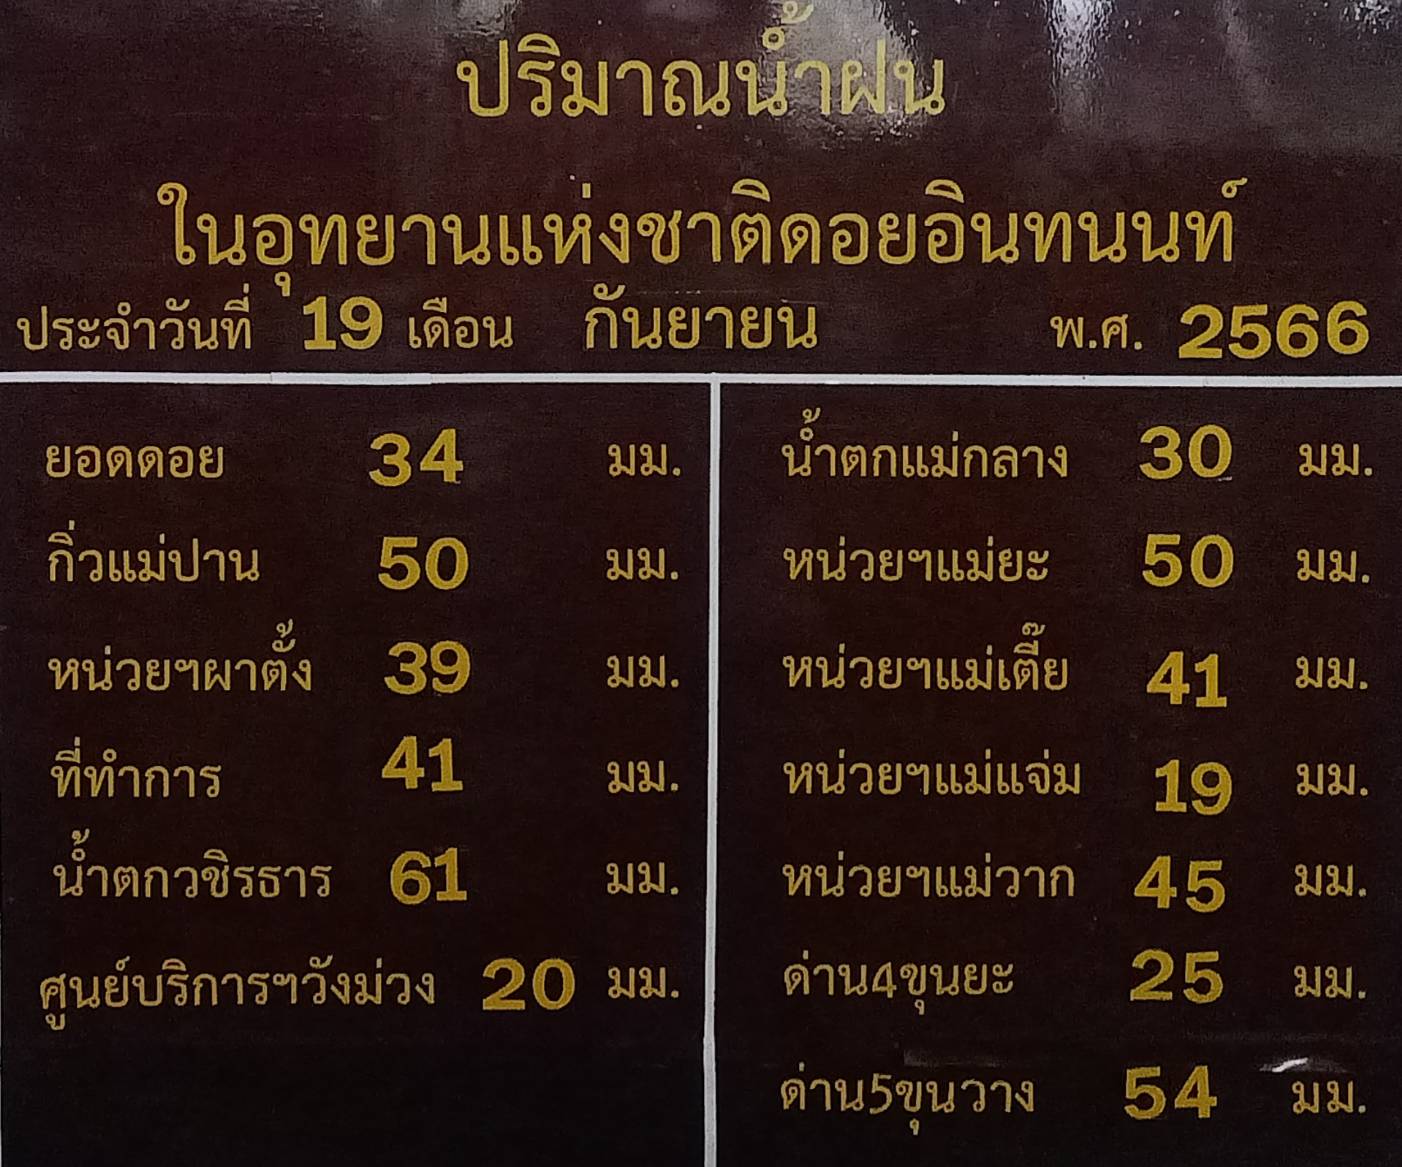 ปริมาณน้ำฝน
ในอุทยานแห่งชาติดอยอินทนนท์
ประจำวันที่ 19 เดือน กันยายน พ.ศ. 2566
ยอดดอย 34 มม.
กิ่วแม่ปาน 50 มม.
หน่วยฯผาตั้ง 39 มม.
ที่ทำการ 41 มม.
น้ำตกวชิรธาร 61 มม.
ศูนย์บริการฯวังม่วง 20 มม.
น้ำตกแม่กลาง 30 มม.
หน่วยฯแม่ยะ 50 มม.
หน่วยฯแม่เตี๊ย 41 มม.
หน่วยฯแม่แจ่ม 19 มม.
หน่วยฯแม่วาก 45 มม.
ด่าน4ขุนยะ 25 มม.
ด่าน5ขุนวาง 54 มม.